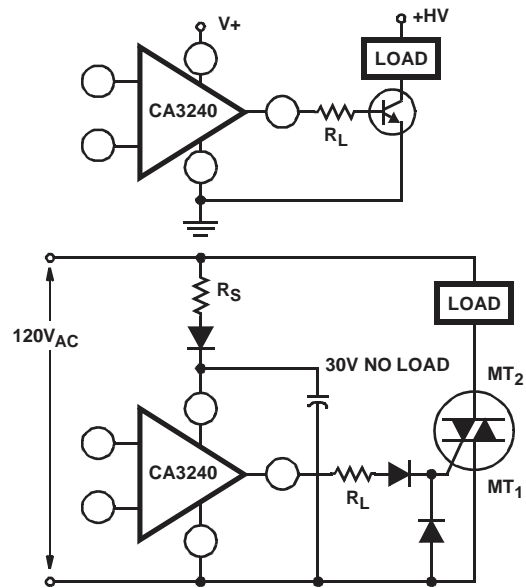 V+
+HV
LOAD
CA3240
RL
RS
LOAD
120VAC
30V NO LOAD
MT2
CA3240
RL
MT1